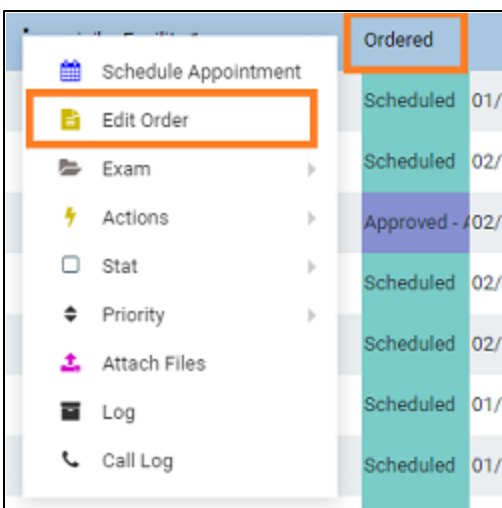 Ordered
Schedule Appointment
Scheduled 01/
Edit Order
Scheduled 02/
Exam
Approved - A02/
Actions
Stat
Scheduled 02/
Priority
Scheduled 02/
Attach Files
Log
Scheduled 01/
Call Log
Scheduled 01/